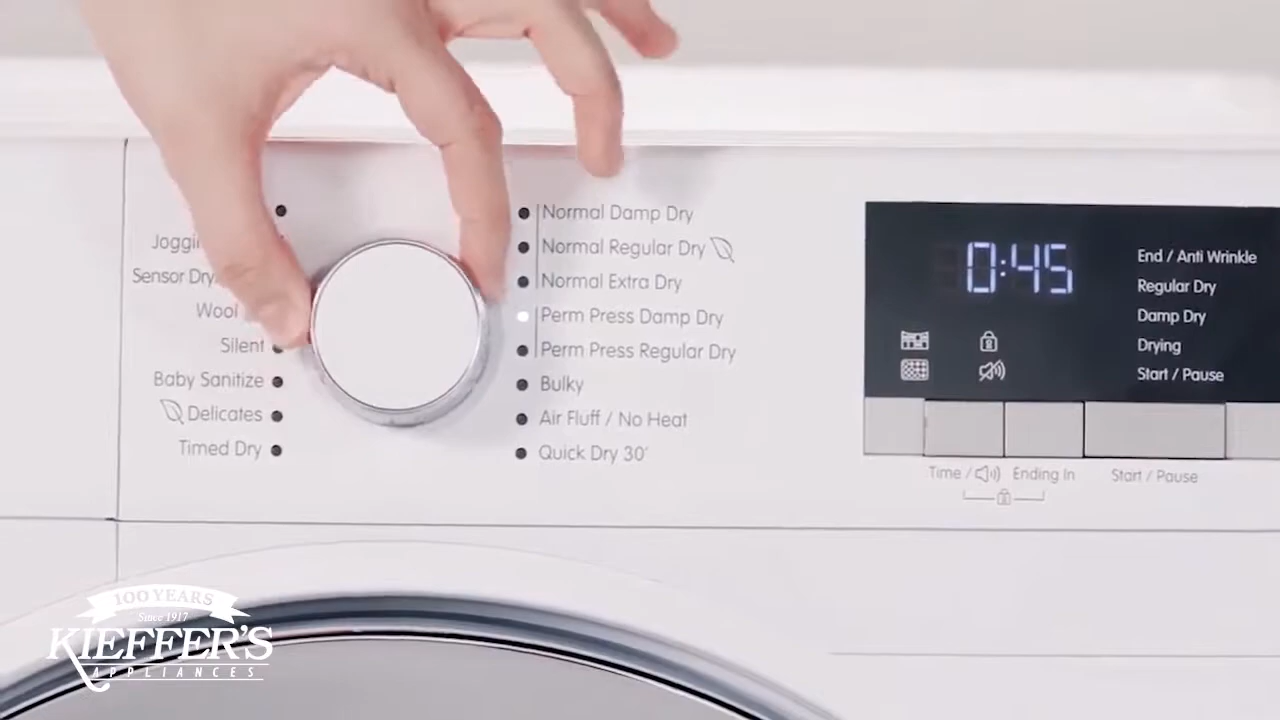 Sensor Dry
Wool
Silent
Baby Sanitize
Delicates
Timed Dry
Normal Damp Dry
Normal Regular Dry
Normal Extra Dry
Perm Press Damp Dry
Perm Press Regular Dry
Bulky
Air Fluff / No Heat
Quick Dry 30'
0:45
End / Anti Wrinkle
Regular Dry
Damp Dry
Drying
Start / Pause
Time / Ending In Start / Pause
100 YEARS
Since 1917
KIEFFER'S
APPLIANCES